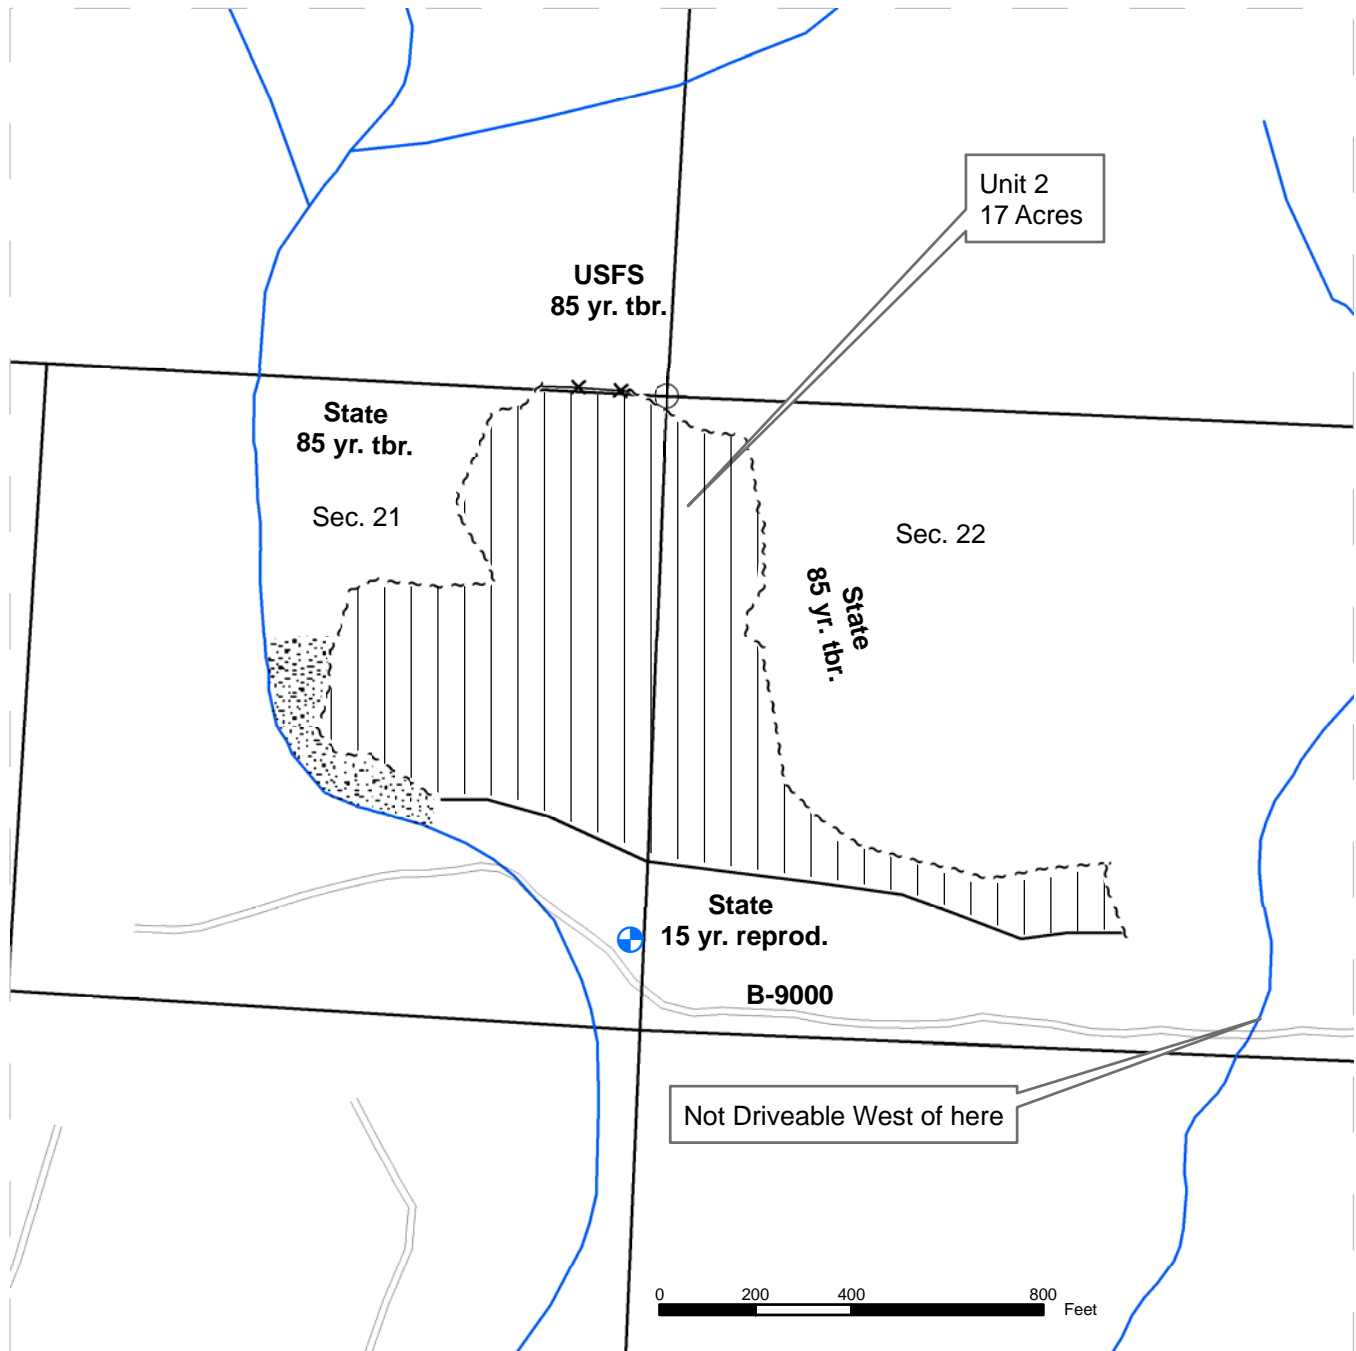 Unit 2
17 Acres
USFS
85 yr. tbr.
State
85 yr. tbr.
Sec. 21
Sec. 22
State
85 yr. tbr.
State
15 yr. reprod.
B-9000
Not Driveable West of here
0 200 400 800
Feet